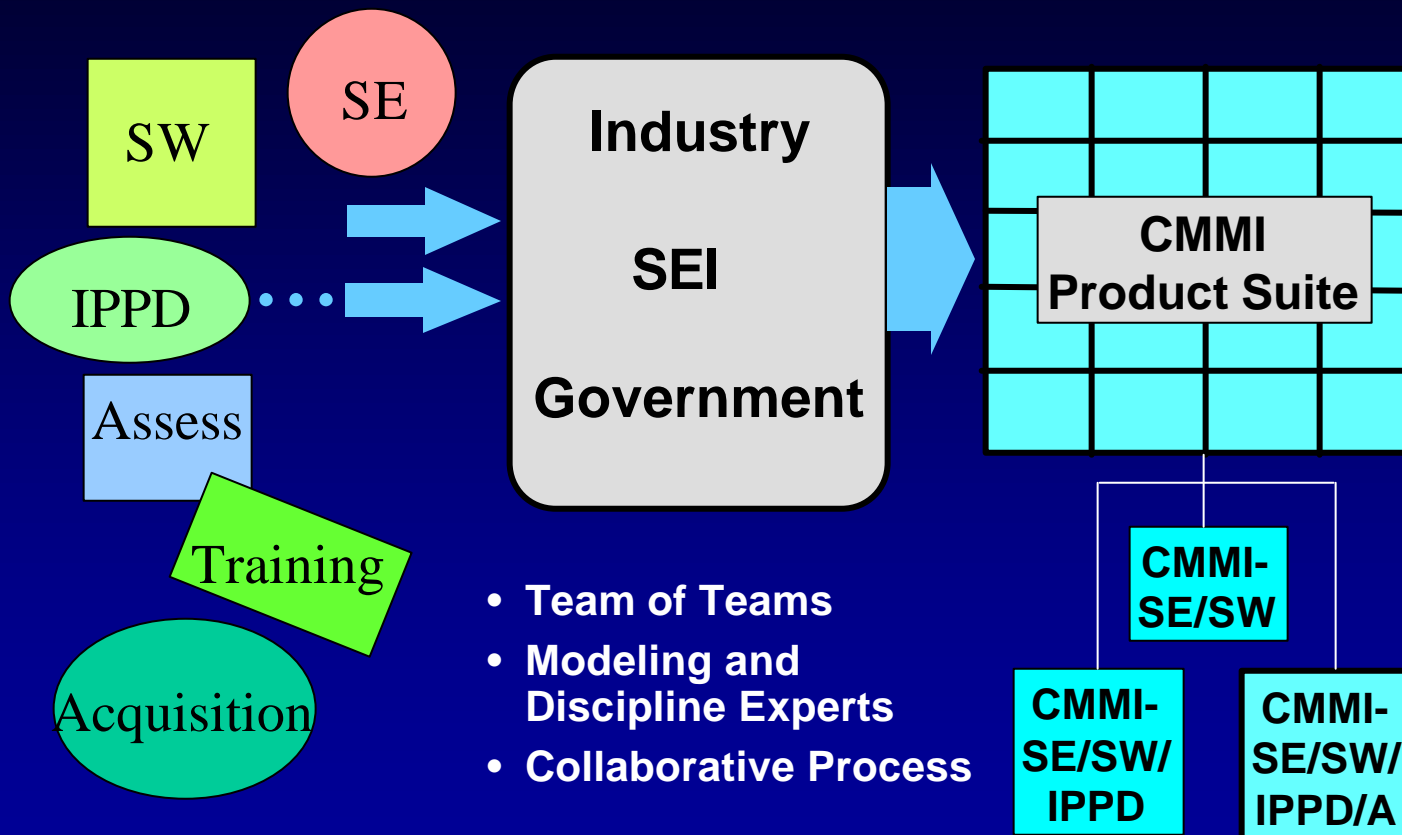 SW
SE
IPPD
Assess
Training
Acquisition
Industry
SEI
Government
• Team of Teams
• Modeling and
Discipline Experts
• Collaborative Process
CMMI
Product Suite
CMMI-
SE/SW
CMMI-
SE/SW/
IPPD
CMMI-
SE/SW/
IPPD/A